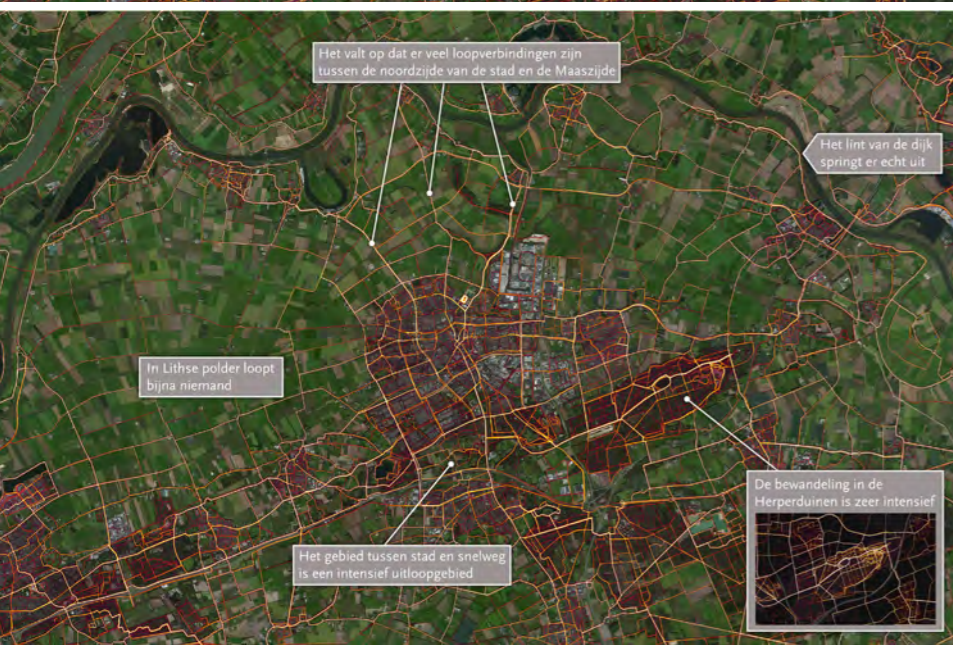 Het valt op dat er veel loopverbindingen zijn
tussen de noordzijde van de stad en de Maaszijde
Het lint van de dijk
springt er echt uit
In Lithse polder loopt
bijna niemand
De bewandeling in de
Herperduinen is zeer intensief
Het gebied tussen stad en snelweg
is een intensief uitloopgebied